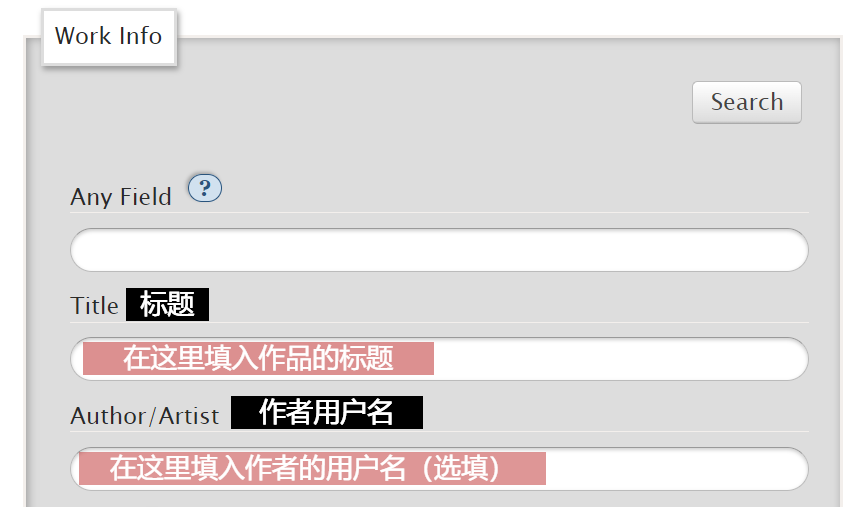 Work Info
Search
Any Field ?
Title 标题
在这里填入作品的标题
Author/Artist 作者用户名
在这里填入作者的用户名（选填）